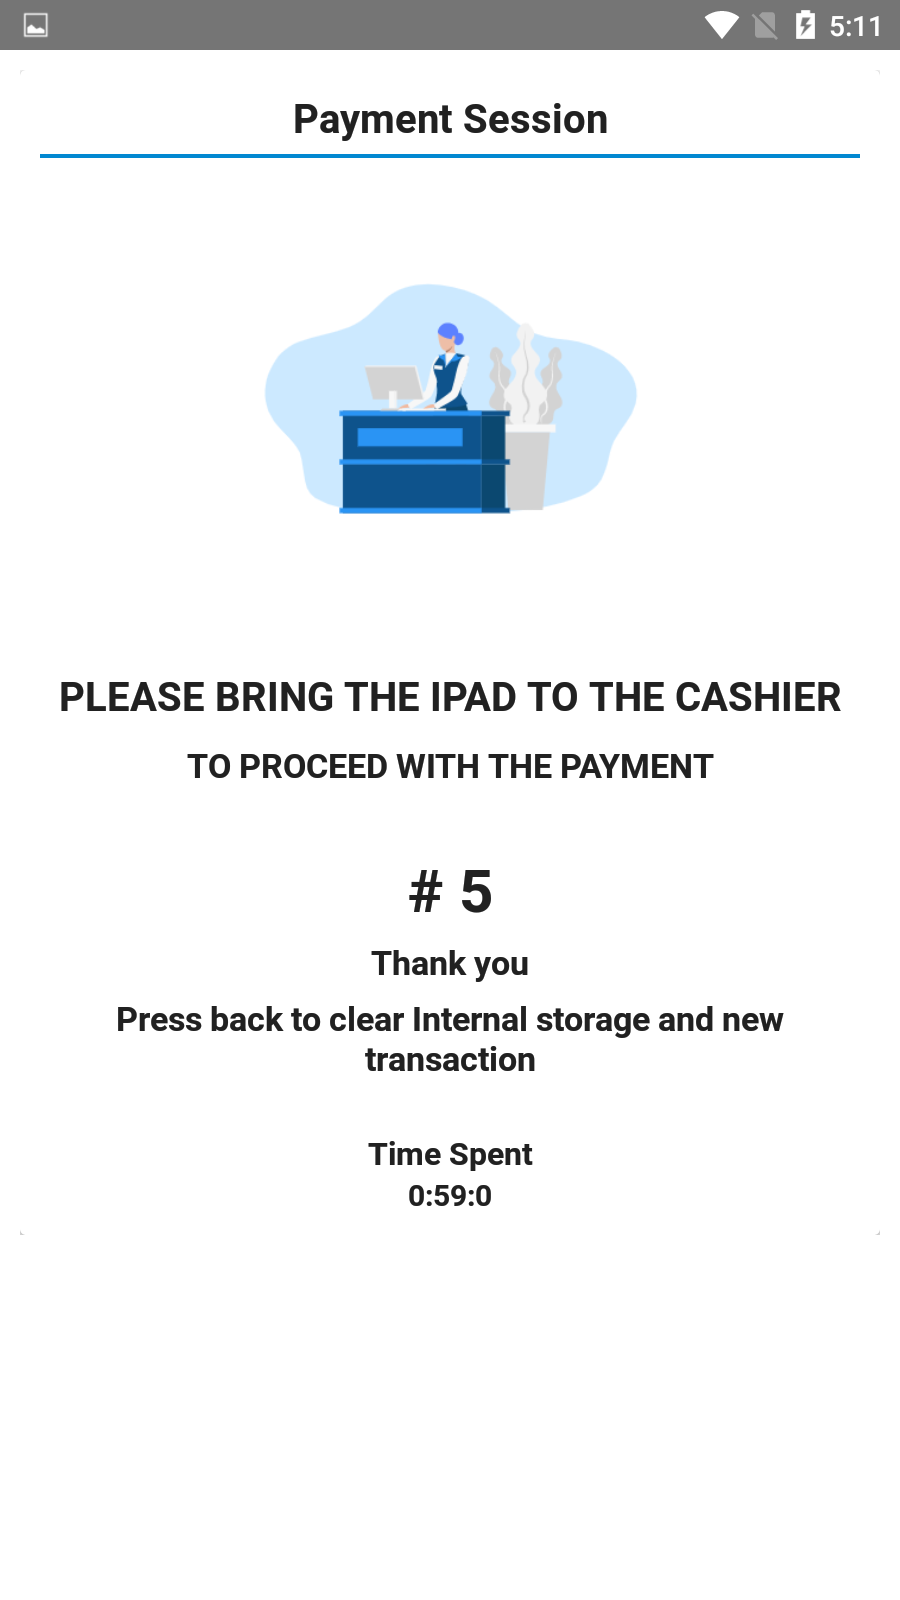 5:11
Payment Session
PLEASE BRING THE IPAD TO THE CASHIER
TO PROCEED WITH THE PAYMENT
# 5
Thank you
Press back to clear Internal storage and new
transaction
Time Spent
0:59:0